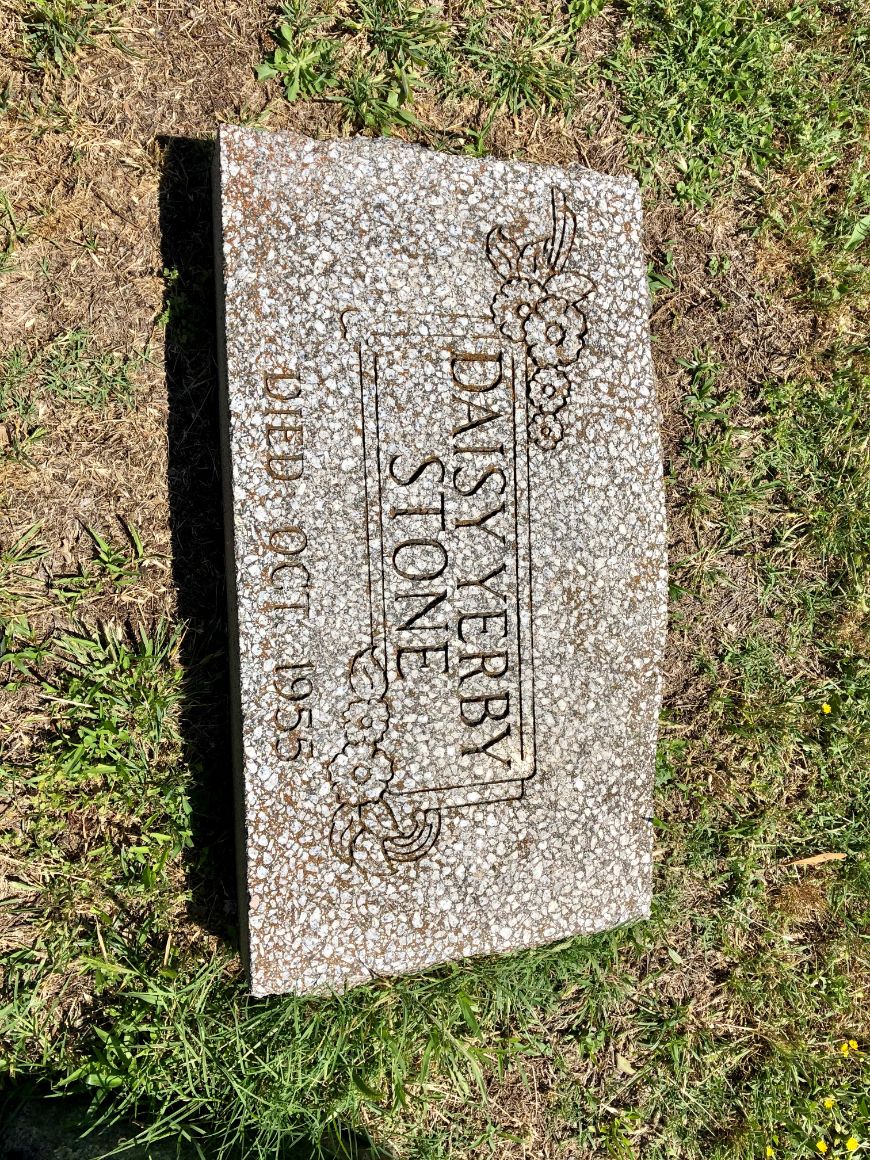 DAISY YERBY
STONE
DIED OCT 1955